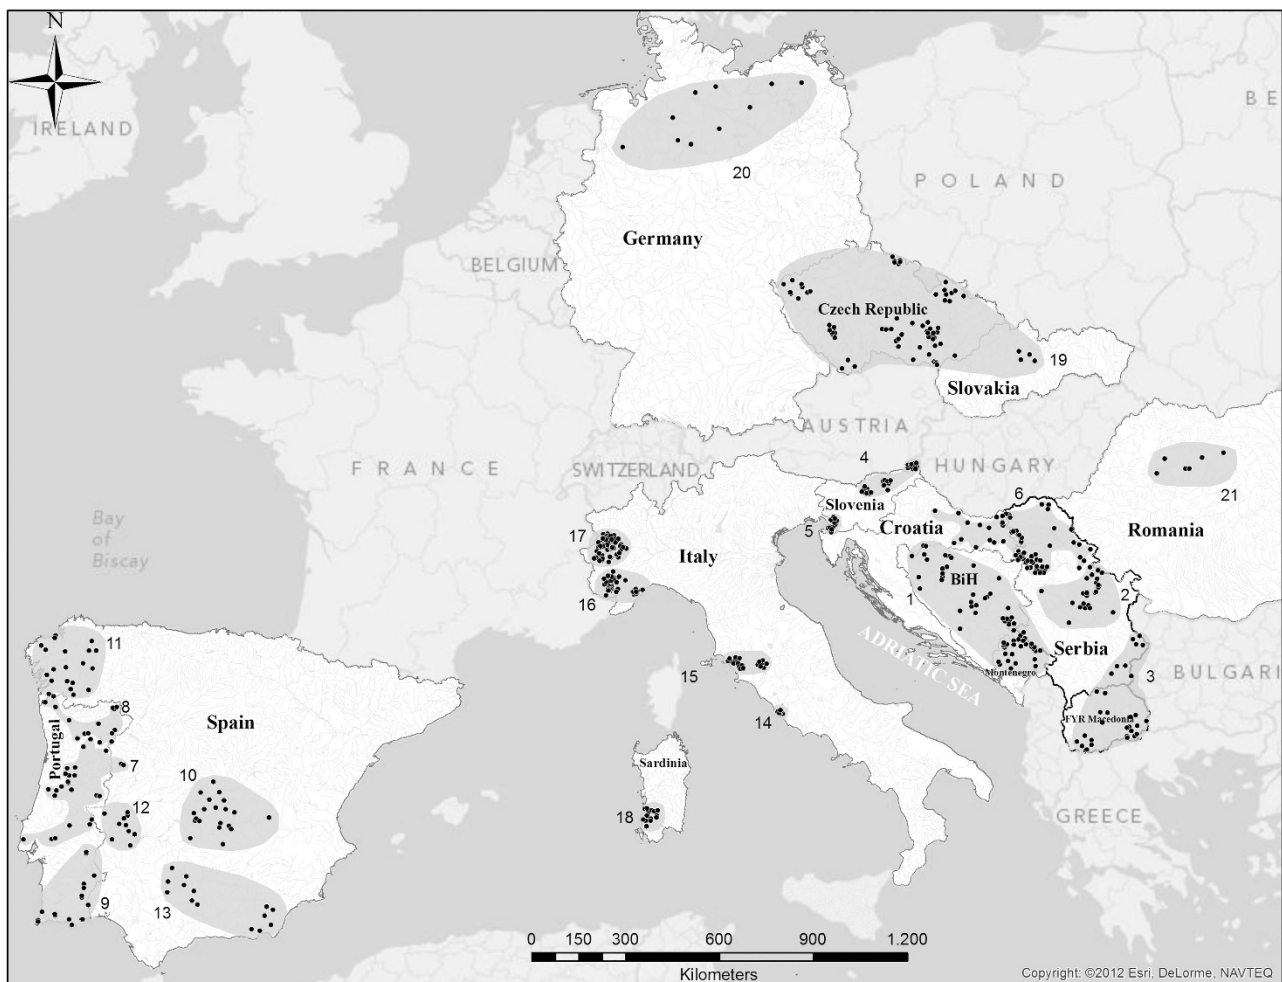 N
IRELAND
BE
POLAND
20
Germany
BELGIUM
Czech Republic
19
Slovakia
AUSTRIA
FRANCE
SWITZERLAND
4
HUNGARY
6
21
Slovenia
Bay
of
Biscay
17
5
Croatia
Romania
Italy
BiH
16
1
2
11
ADRIATIC SEA
Serbia
3
BULGARI
15
Montenegro
8
Spain
14
FYR Macedonia
Portugal
7
10
Sardinia
12
18
GREECE
9
13
0 150 300 600 900 1.200
Kilometers
Copyright: ©2012 Esri, DeLorme, NAVTEQ